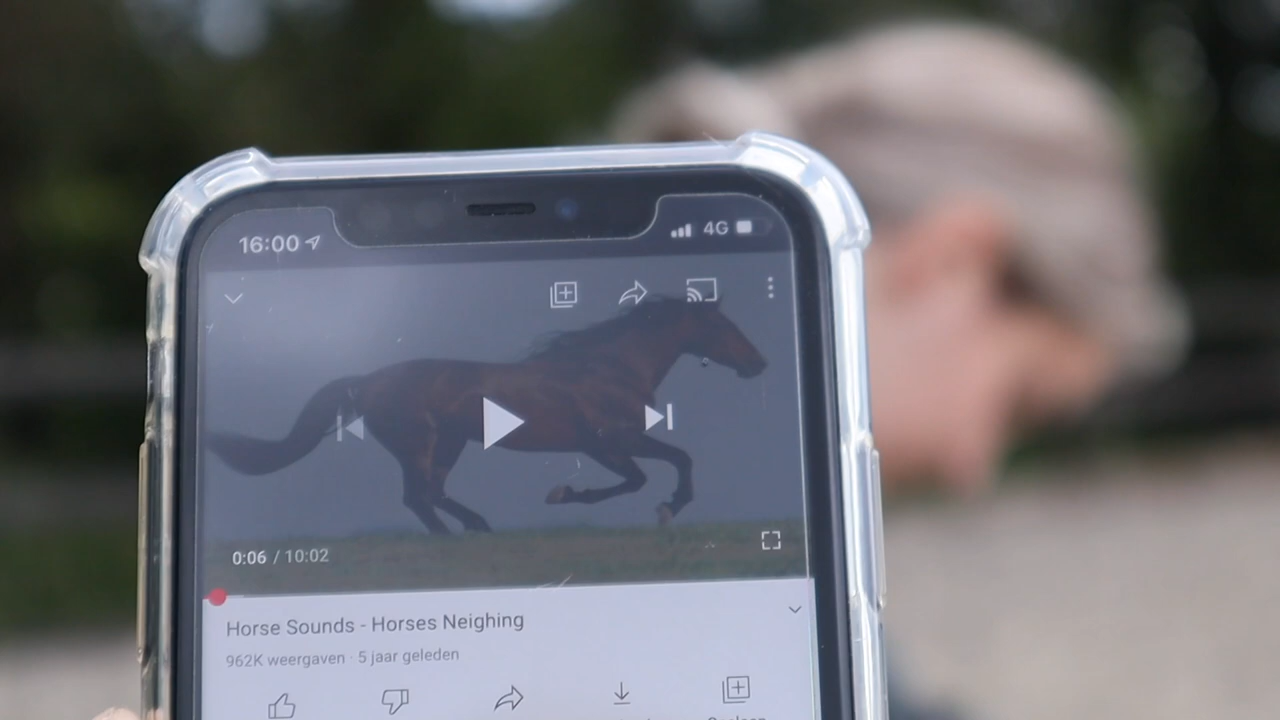 16:00
4G
0:06 / 10:02
Horse Sounds - Horses Neighing
962K weergaven · 5 jaar geleden